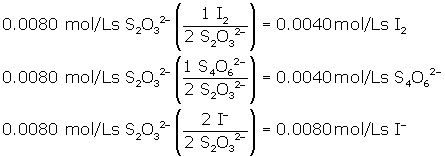 0.0080 mol/Ls S₂O₃²⁻ (1 I₂ / 2 S₂O₃²⁻) = 0.0040mol/Ls I₂
0.0080 mol/Ls S₂O₃²⁻ (1 S₄O₆²⁻ / 2 S₂O₃²⁻) = 0.0040mol/Ls S₄O₆²⁻
0.0080 mol/Ls S₂O₃²⁻ (2 I⁻ / 2 S₂O₃²⁻) = 0.0080mol/Ls I⁻